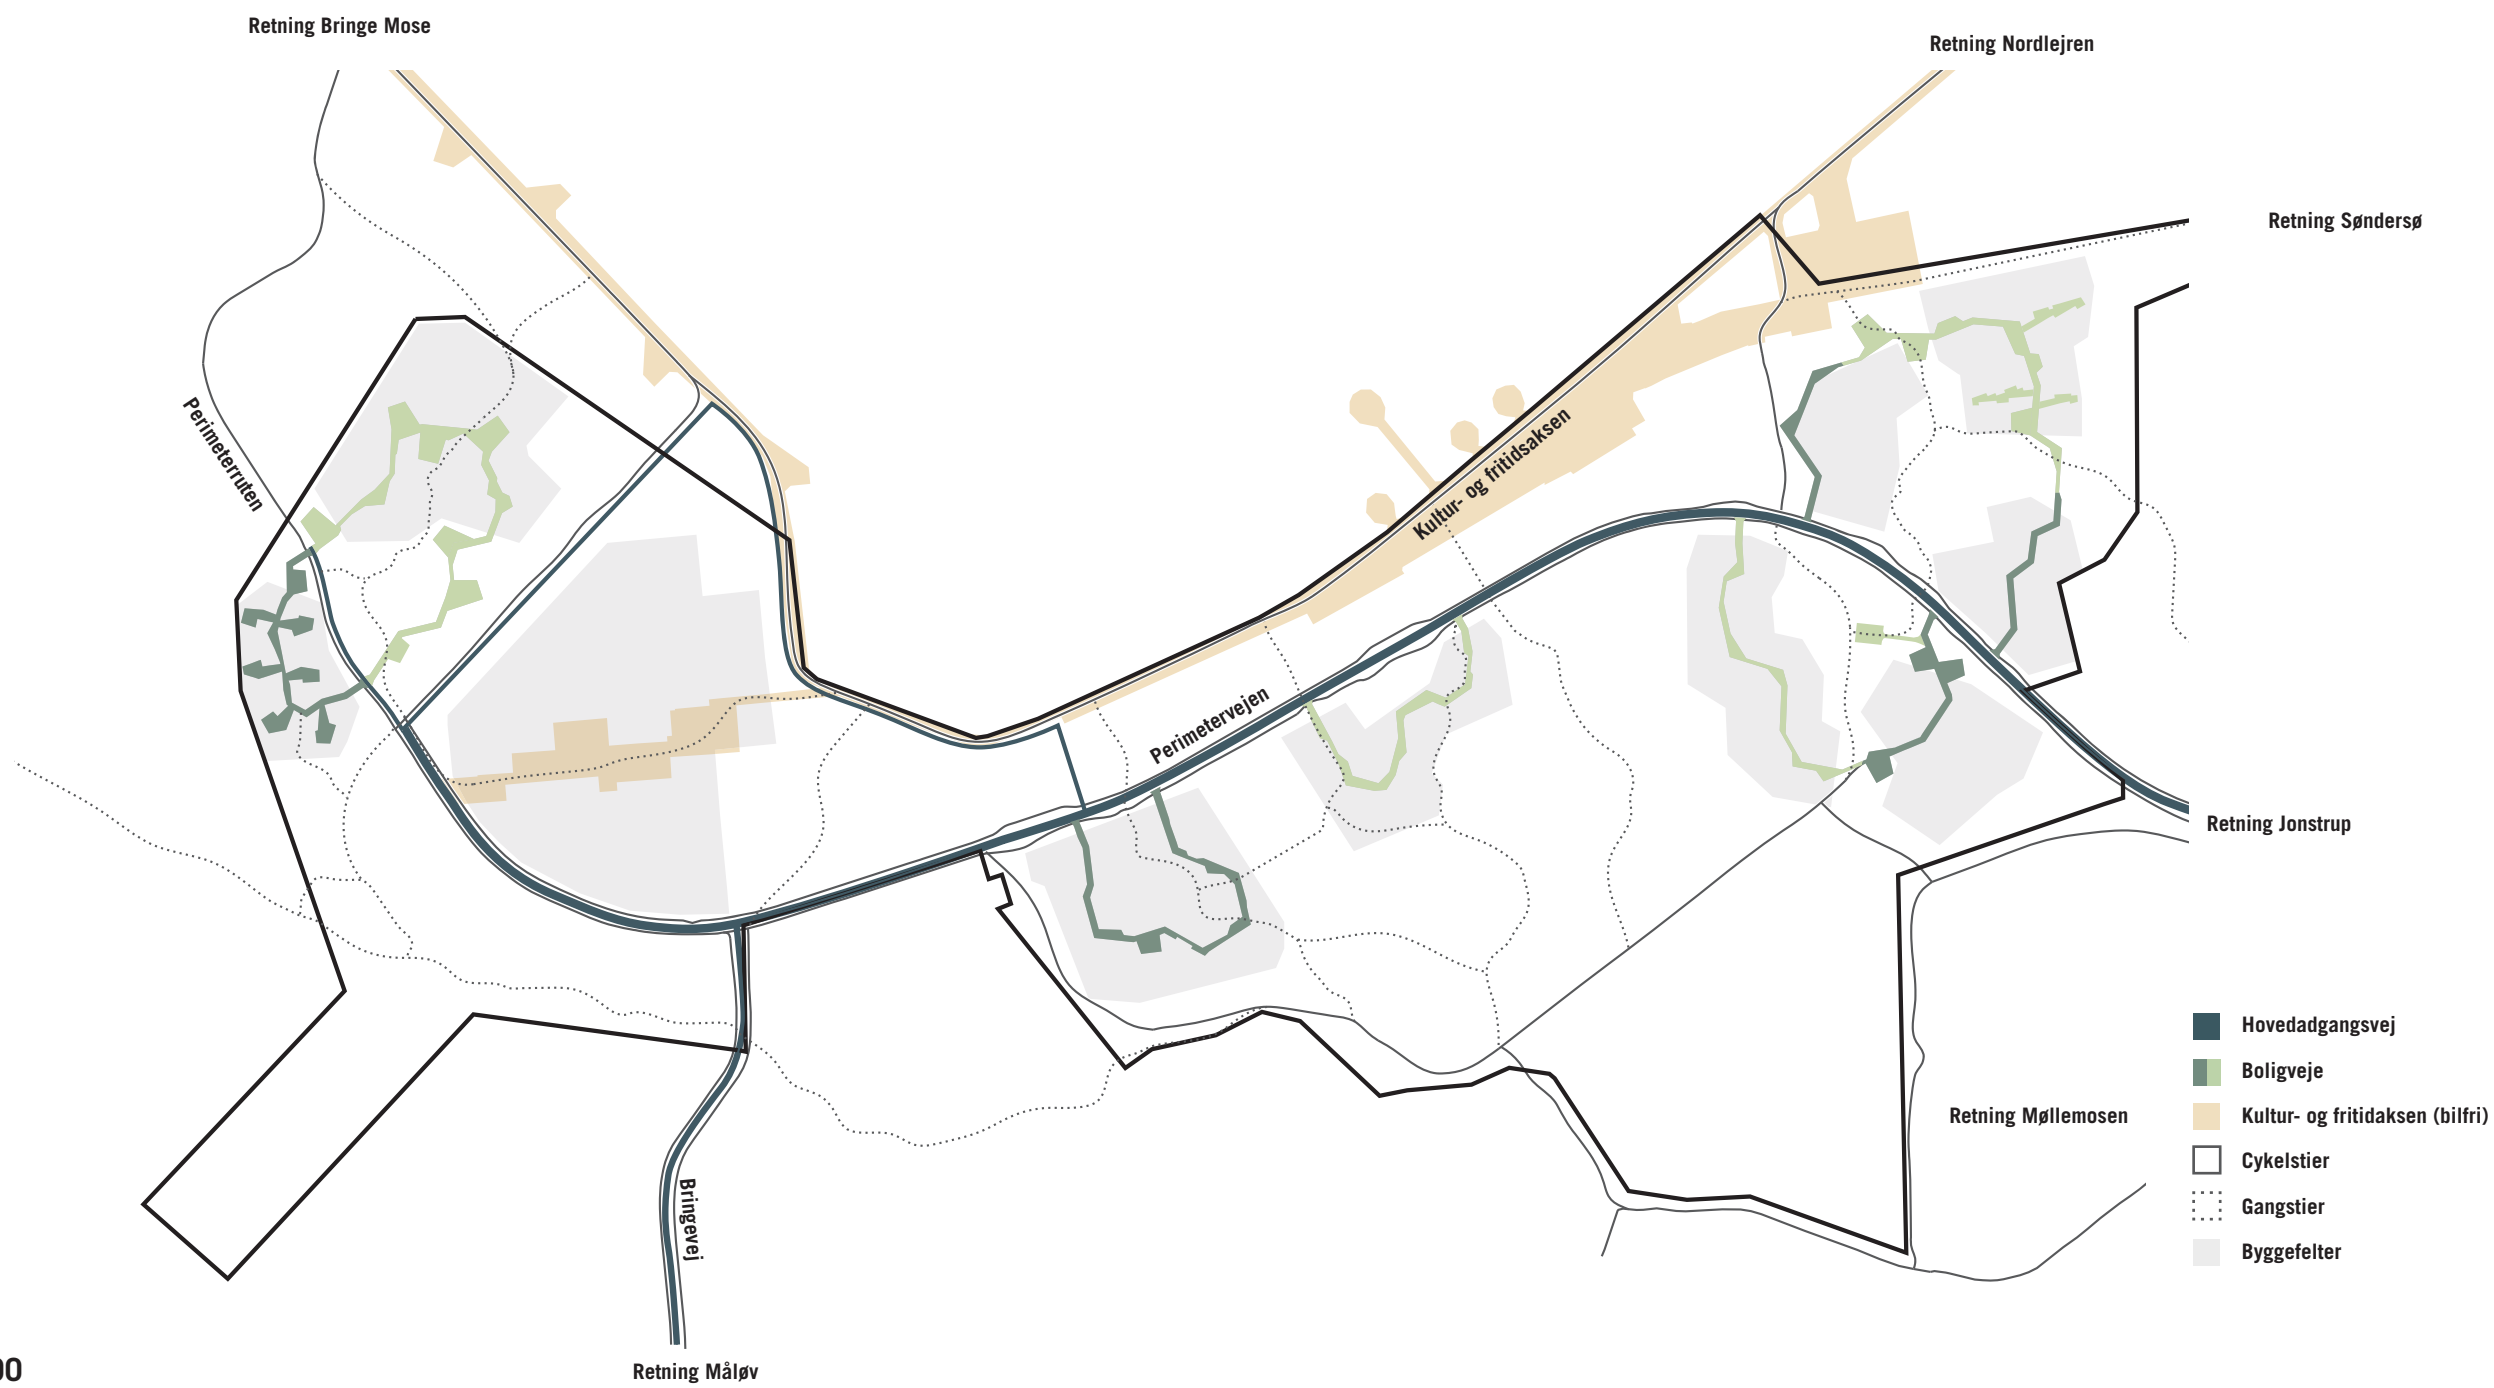 Retning Bringe Mose
Retning Nordlejren
Retning Søndersø
Perimeterruten
Kultur- og fritidsaksen
Perimetervejen
Retning Jonstrup
Hovedadgangsvej
Boligveje
Retning Møllemosen
Kultur- og fritidaksen (bilfri)
Cykelstier
Gangstier
Bringevej
Byggefelter
Retning Måløv